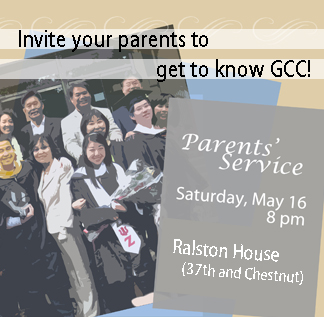 Invite your parents to
get to know GCC!
Parents'
Service
Saturday, May 16
8 pm
Ralston House
(37th and Chestnut)